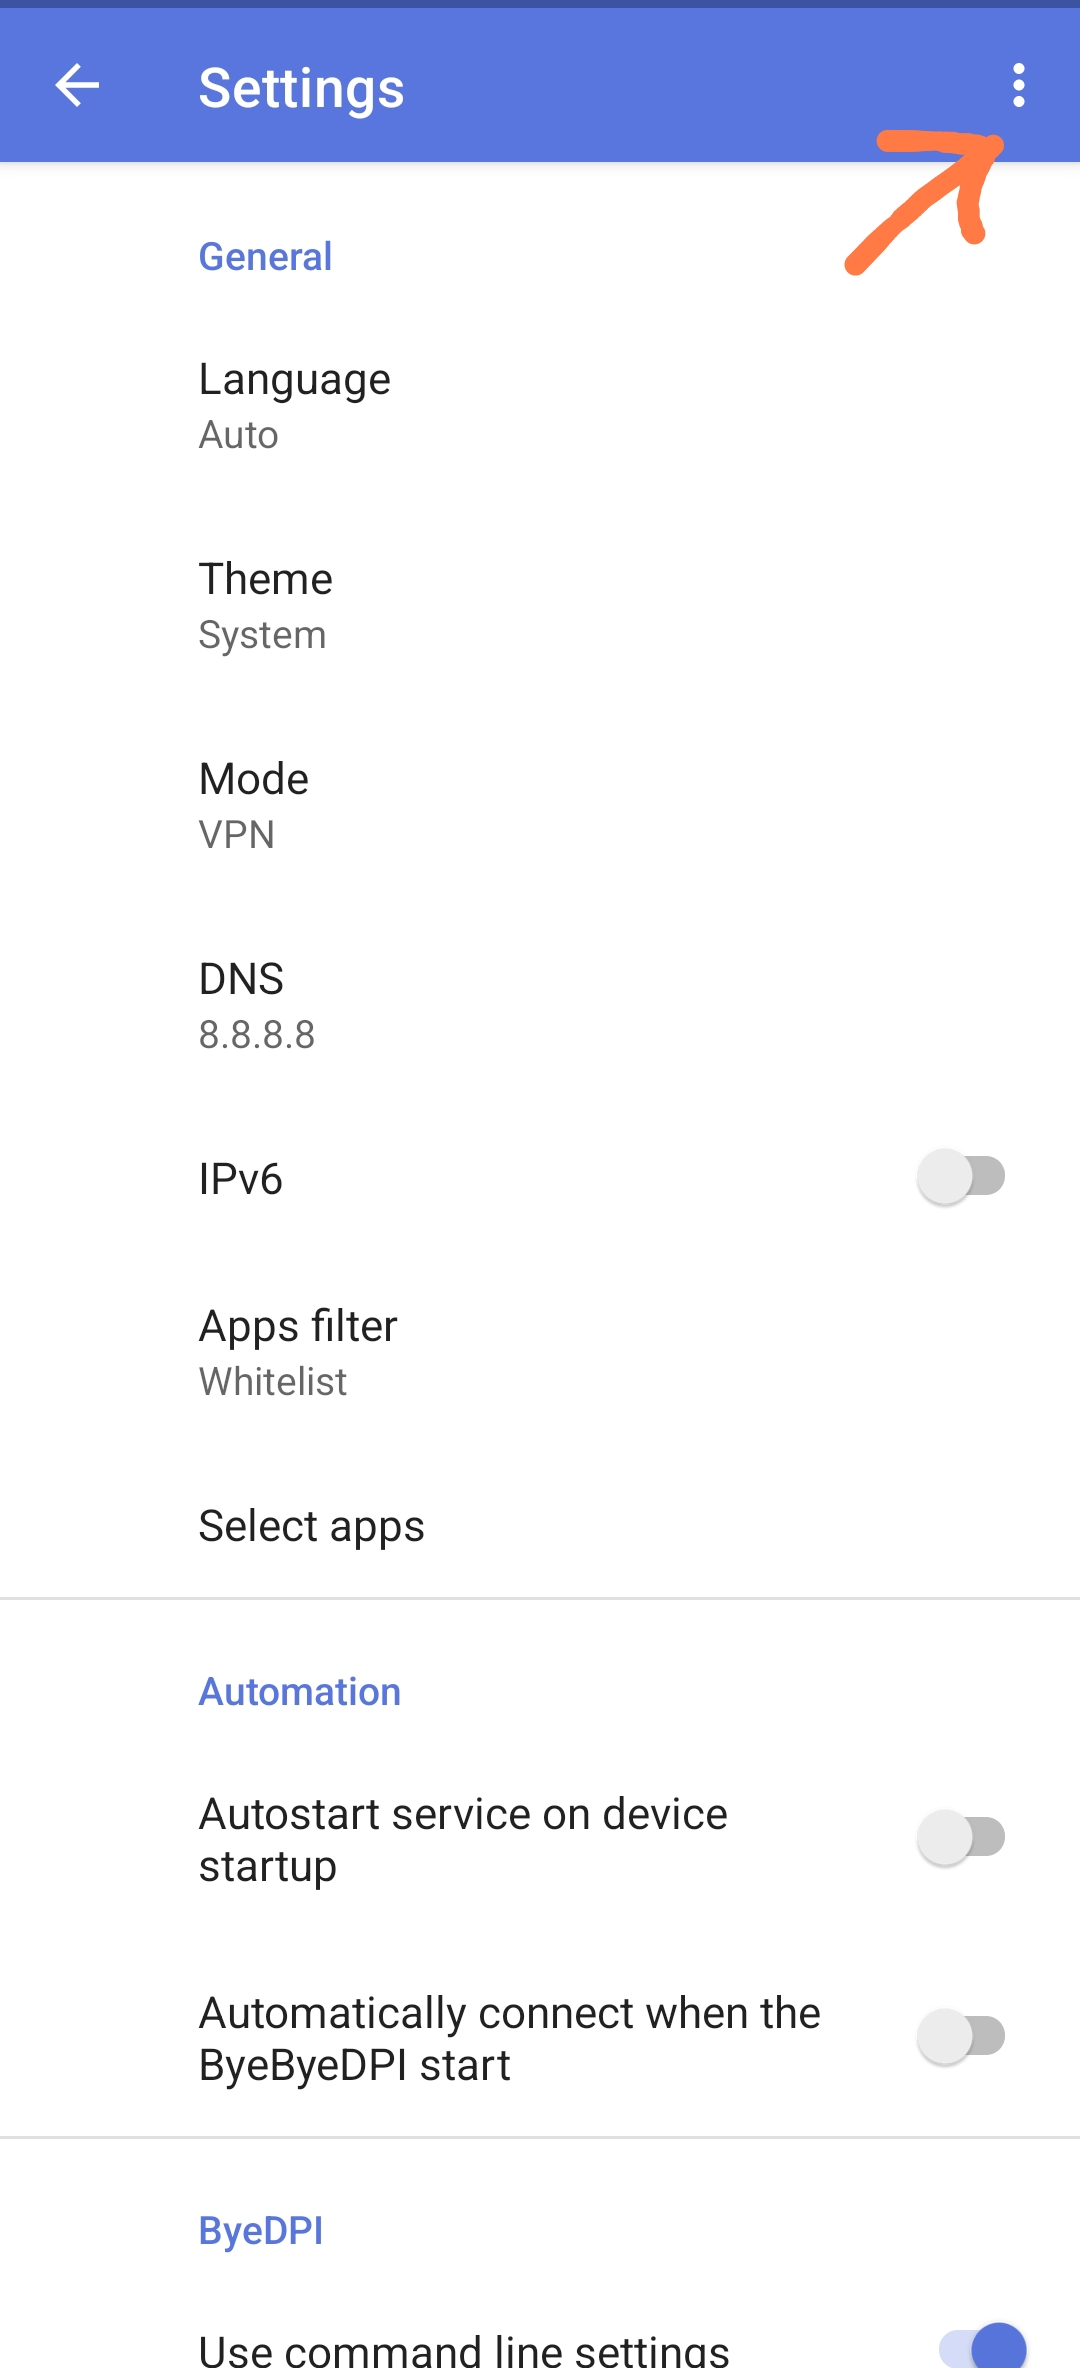 Settings
General
Language
Auto
Theme
System
Mode
VPN
DNS
8.8.8.8
IPv6
Apps filter
Whitelist
Select apps
Automation
Autostart service on device
startup
Automatically connect when the
ByeByeDPI start
ByeDPI
Use command line settings